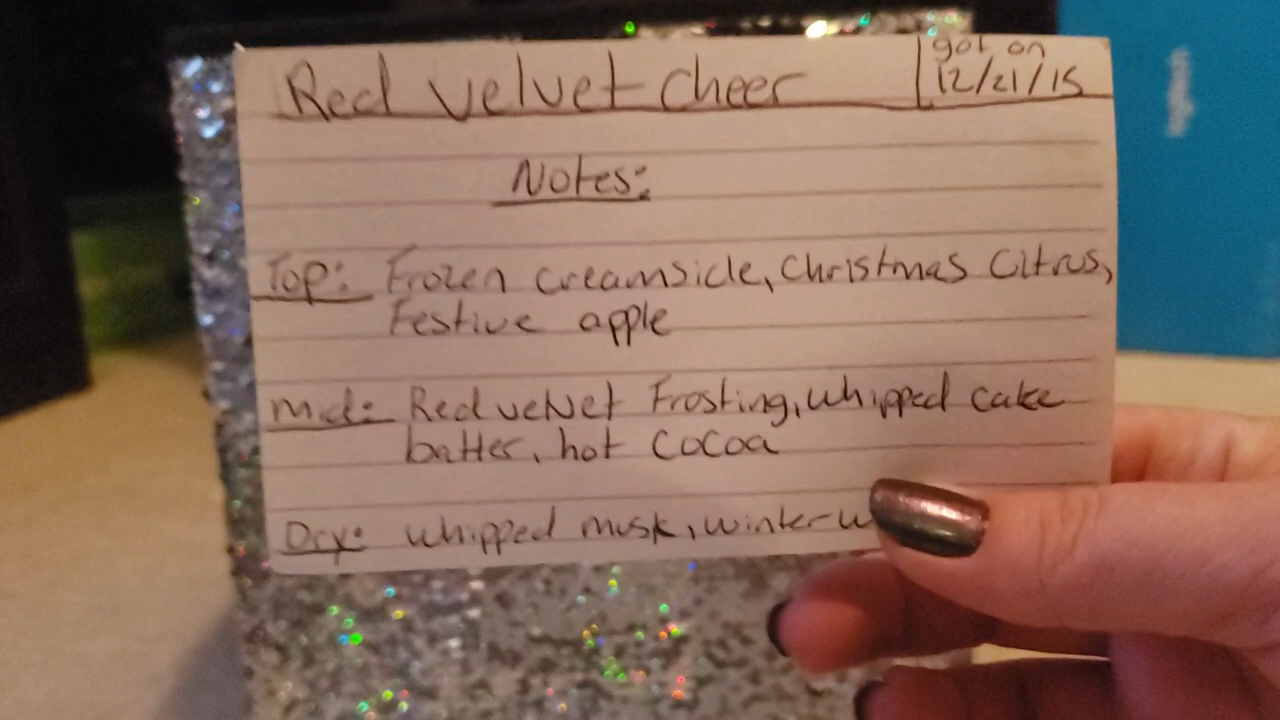 Red velvet cheer
got on
12/21/15
Notes:
Top: Frozen creamsicle, Christmas Citrus,
Festive apple
mid: Red velvet Frosting, whipped cake
batter, hot cocoa
Dry: whipped musk, winter